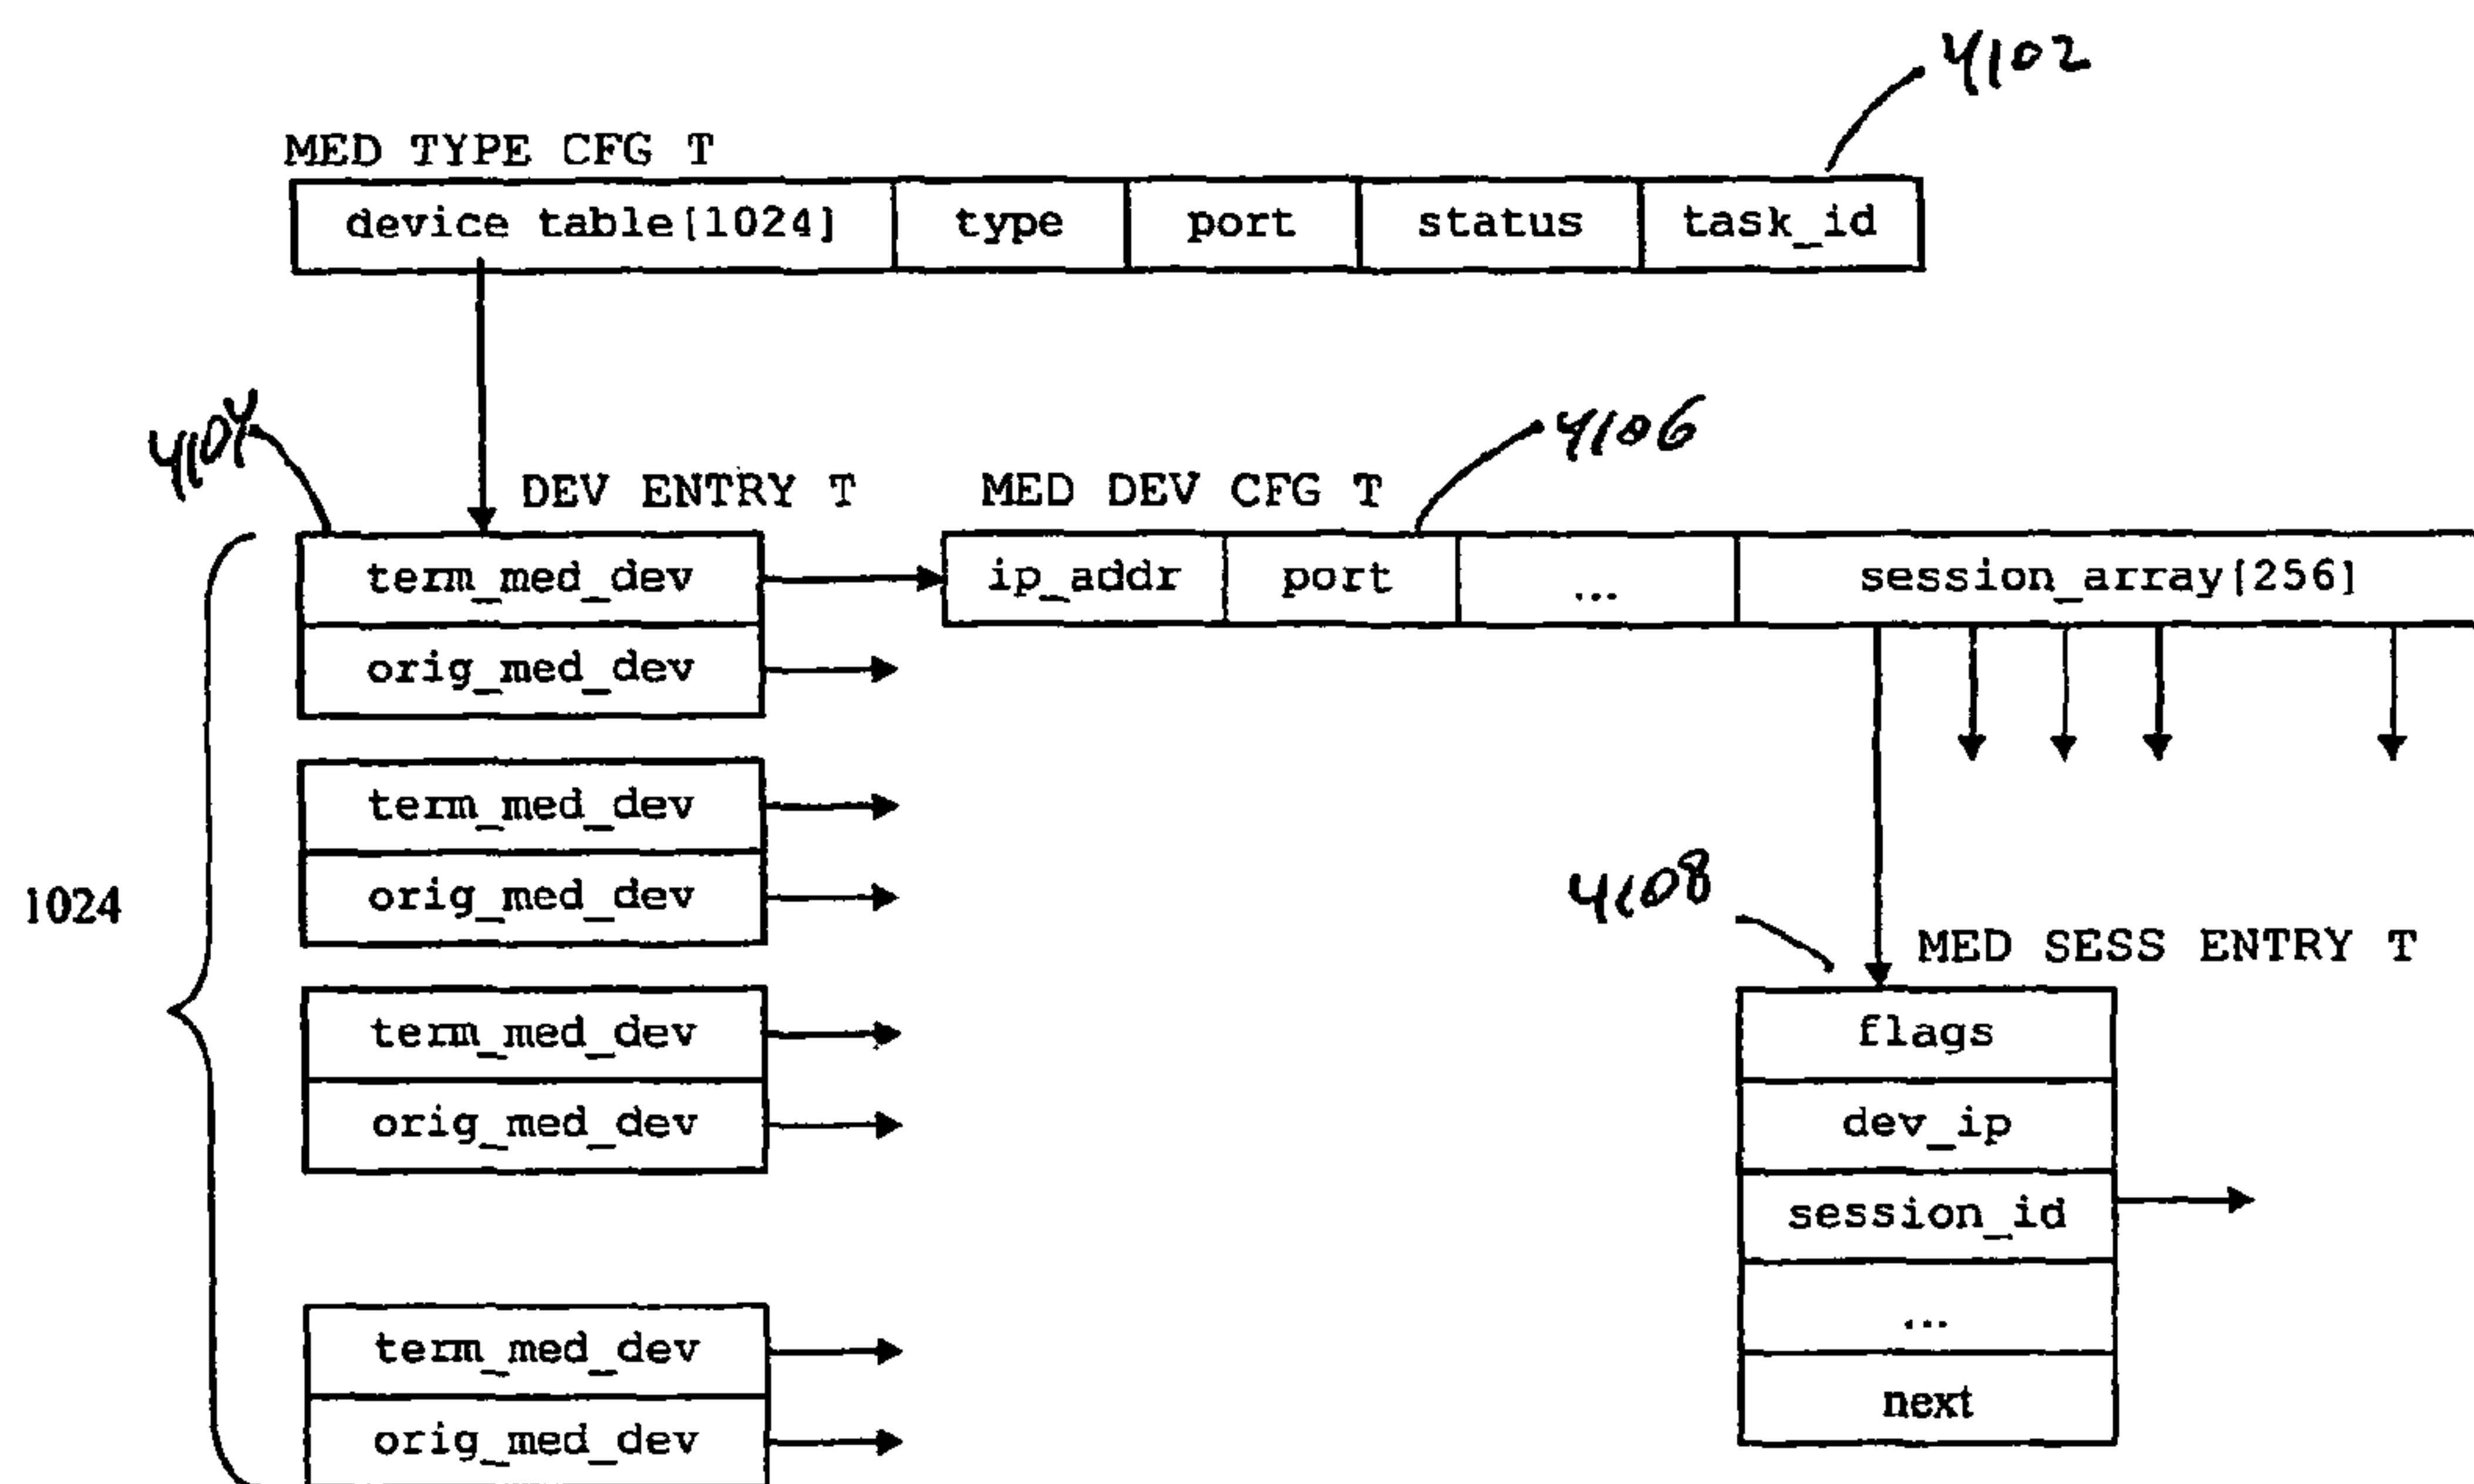 4102
MED TYPE CFG T
device table[1024] type port status task_id
4104
4106
DEV ENTRY T MED DEV CFG T
term_med_dev ip_addr port ... session_array[256]
orig_med_dev
term_med_dev
orig_med_dev
1024
4108
MED SESS ENTRY T
term_med_dev
orig_med_dev
flags
dev_ip
session_id
...
next
term_med_dev
orig_med_dev